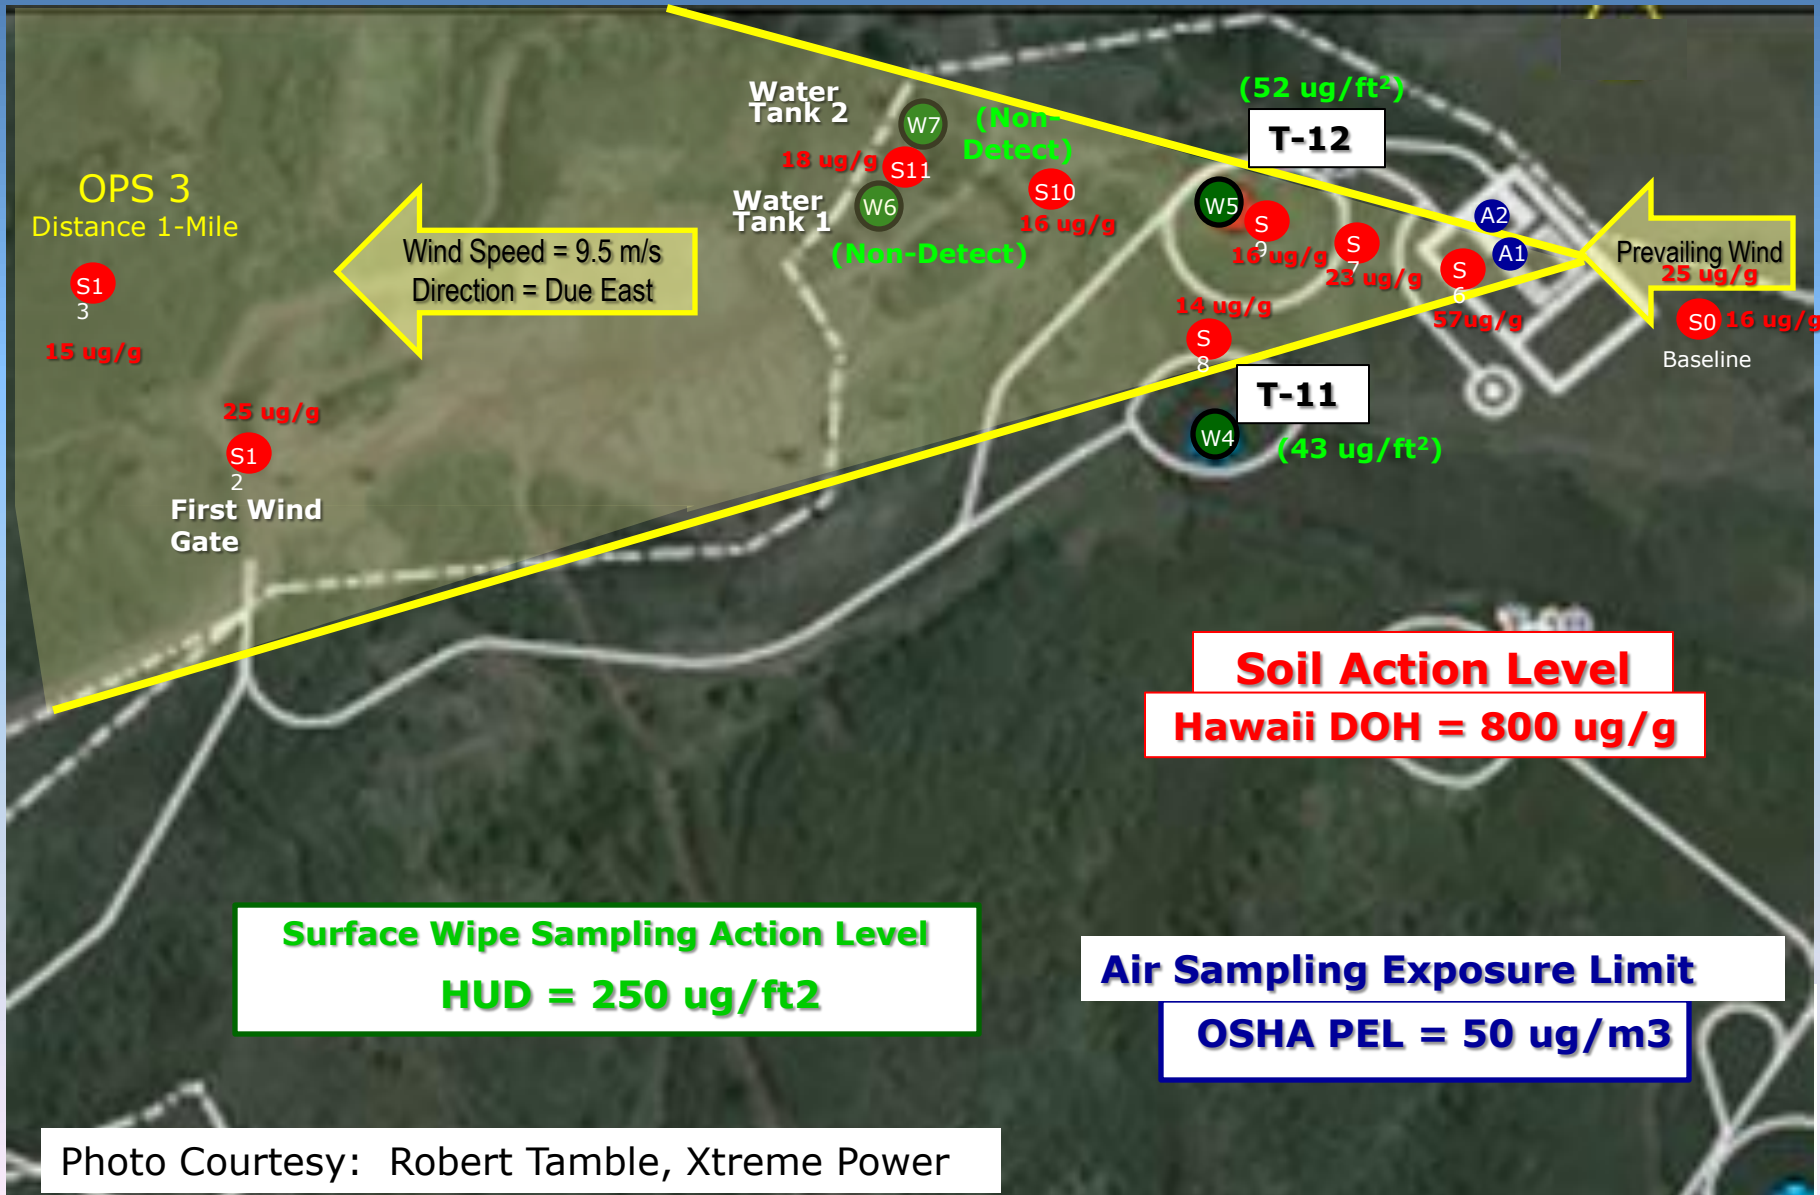 (52 ug/ft²)
T-12
Water
Tank 2
W7
(Non-
Detect)
18 ug/g
S11
S10
16 ug/g
Water
Tank 1
W6
(Non-Detect)
OPS 3
Distance 1-Mile
S1
3
15 ug/g
Wind Speed = 9.5 m/s
Direction = Due East
W5
S
9
16 ug/g
S
7
23 ug/g
A2
A1
S
6
57ug/g
Prevailing Wind
25 ug/g
S0
16 ug/g
Baseline
14 ug/g
S
8
T-11
W4
(43 ug/ft²)
25 ug/g
S1
2
First Wind
Gate
Soil Action Level
Hawaii DOH = 800 ug/g
Surface Wipe Sampling Action Level
HUD = 250 ug/ft2
Air Sampling Exposure Limit
OSHA PEL = 50 ug/m3
Photo Courtesy: Robert Tamble, Xtreme Power